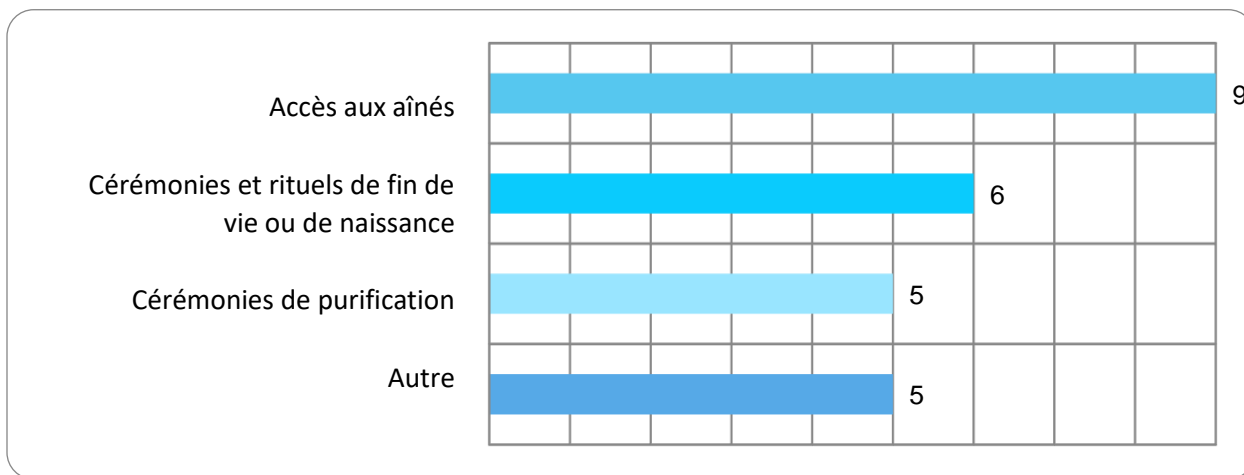 Accès aux aînés
9
Cérémonies et rituels de fin de
vie ou de naissance
6
Cérémonies de purification
5
Autre
5